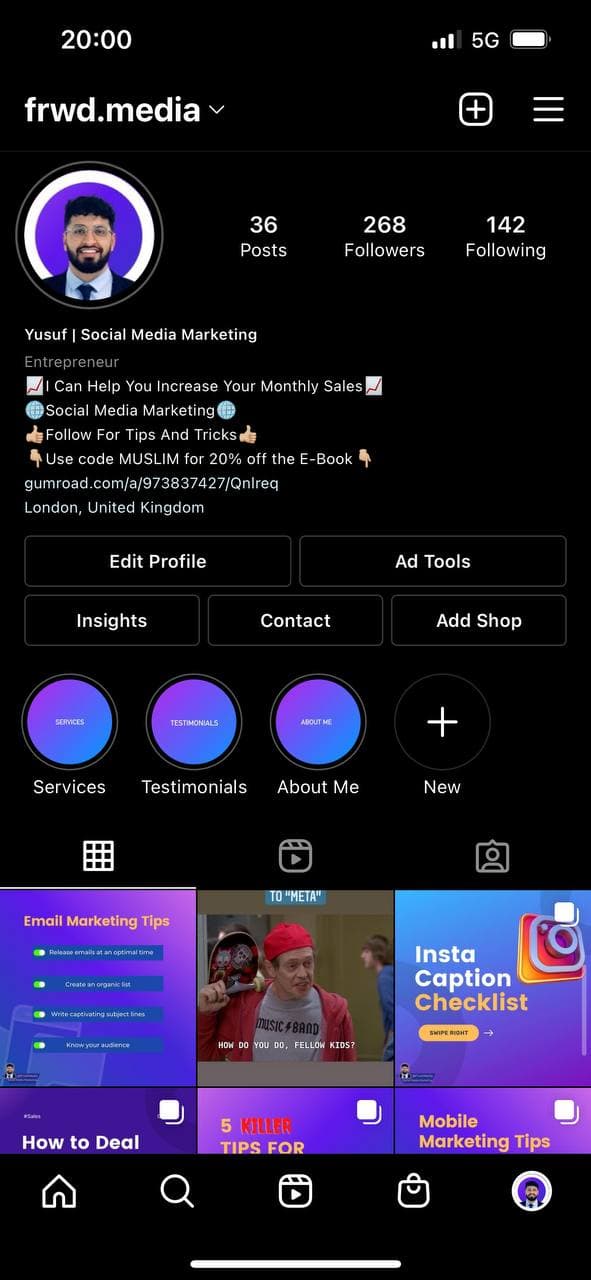 20:00
5G
frwd.media
36
Posts
268
Followers
142
Following
Yusuf | Social Media Marketing
Entrepreneur
📈I Can Help You Increase Your Monthly Sales📈
🌐Social Media Marketing🌐
👍🏼Follow For Tips And Tricks👍🏼
👇🏼Use code MUSLIM for 20% off the E-Book 👇🏼
gumroad.com/a/973837427/QnIreq
London, United Kingdom
Edit Profile
Ad Tools
Insights
Contact
Add Shop
SERVICES
TESTIMONIALS
ABOUT ME
Services
Testimonials
About Me
New
Email Marketing Tips
Release emails at an optimal time
Create an organic list
Write captivating subject lines
Know your audience
TO "META"
MUSIC BAND
HOW DO YOU DO, FELLOW KIDS?
Insta
Caption
Checklist
SWIPE RIGHT
#Sales
How to Deal
5 KILLER
TIPS FOR
Mobile
Marketing Tips